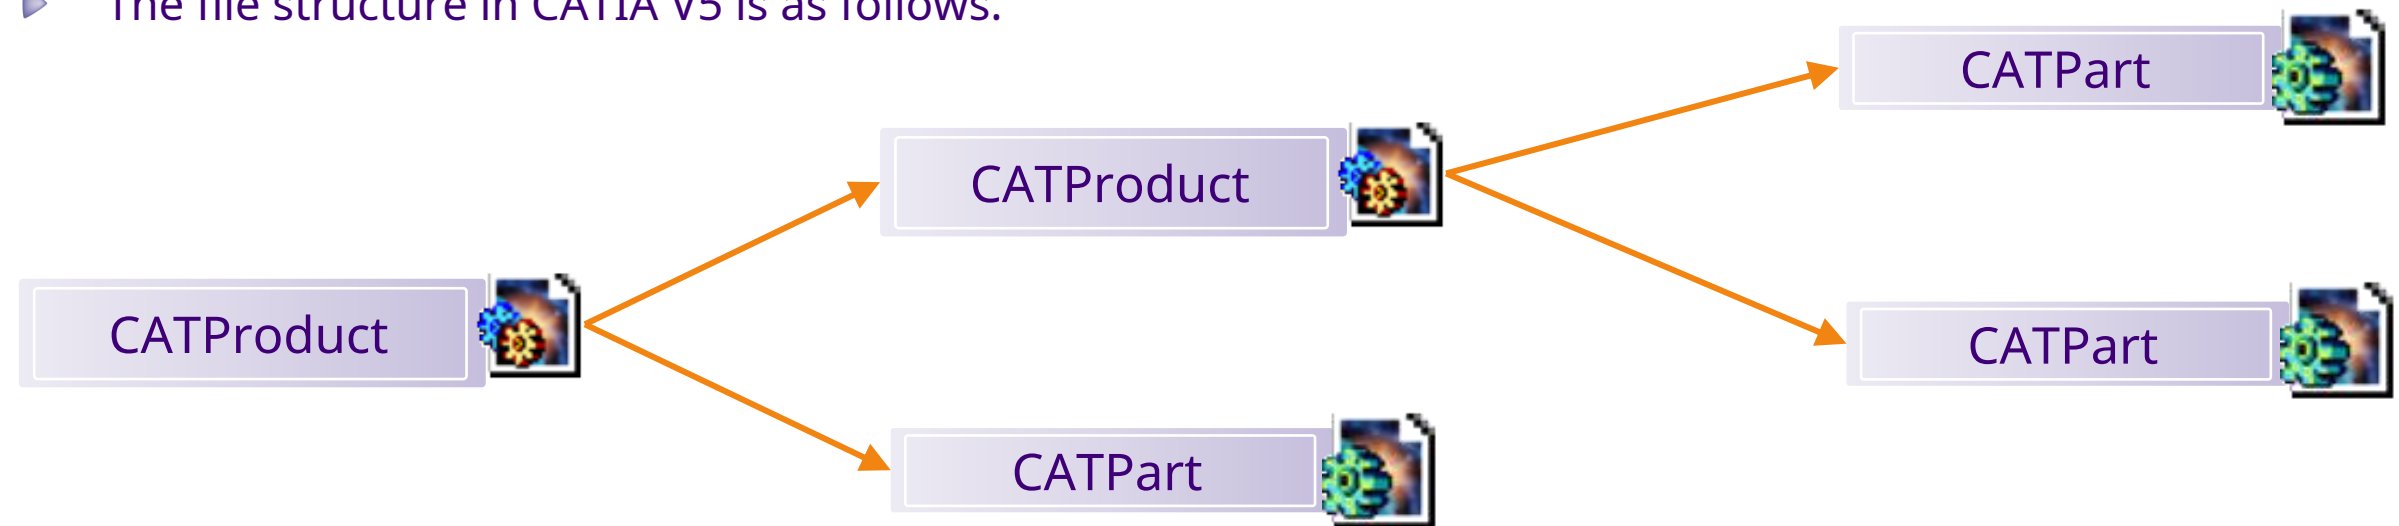 The file structure in CATIA V5 is as follows.
CATPart
CATProduct
CATProduct
CATPart
CATPart